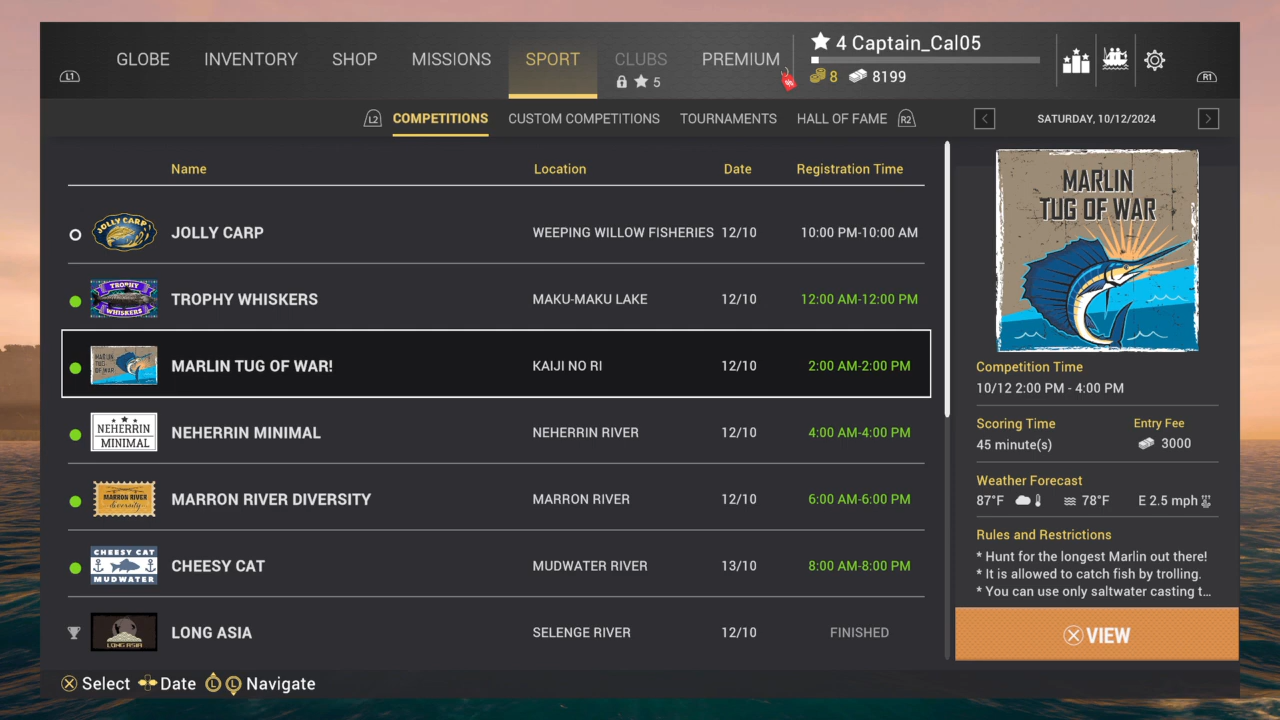 L1
GLOBE
INVENTORY
SHOP
MISSIONS
SPORT
CLUBS
5
PREMIUM
%
4 Captain_Cal05
8
8199
R1
L2
COMPETITIONS
CUSTOM COMPETITIONS
TOURNAMENTS
HALL OF FAME
R2
SATURDAY, 10/12/2024
Name Location Date Registration Time
JOLLY CARP
JOLLY CARP WEEPING WILLOW FISHERIES 12/10 10:00 PM-10:00 AM
TROPHY
WHISKERS
TROPHY WHISKERS MAKU-MAKU LAKE 12/10 12:00 AM-12:00 PM
MARLIN
TUG OF
WAR
MARLIN TUG OF WAR! KAIJI NO RI 12/10 2:00 AM-2:00 PM
NEHERRIN
MINIMAL
NEHERRIN MINIMAL NEHERRIN RIVER 12/10 4:00 AM-4:00 PM
MARRON RIVER
diversity
MARRON RIVER DIVERSITY MARRON RIVER 12/10 6:00 AM-6:00 PM
CHEESY CAT
MUDWATER
CHEESY CAT MUDWATER RIVER 13/10 8:00 AM-8:00 PM
LONG ASIA
LONG ASIA SELENGE RIVER 12/10 FINISHED
MARLIN
TUG OF WAR
Competition Time
10/12 2:00 PM - 4:00 PM
Scoring Time Entry Fee
45 minute(s) 3000
Weather Forecast
87°F 78°F E 2.5 mph
Rules and Restrictions
* Hunt for the longest Marlin out there!
* It is allowed to catch fish by trolling.
* You can use only saltwater casting t...
VIEW
Select Date L L Navigate